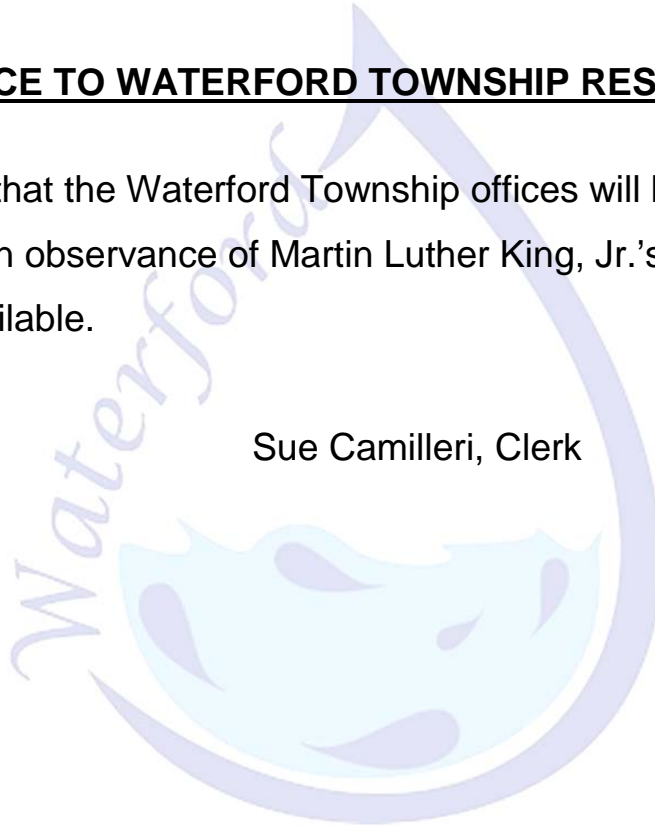 CE TO WATERFORD TOWNSHIP RES
that the Waterford Township offices will
n observance of Martin Luther King, Jr.’s
ilable.
Sue Camilleri, Clerk
Waterford